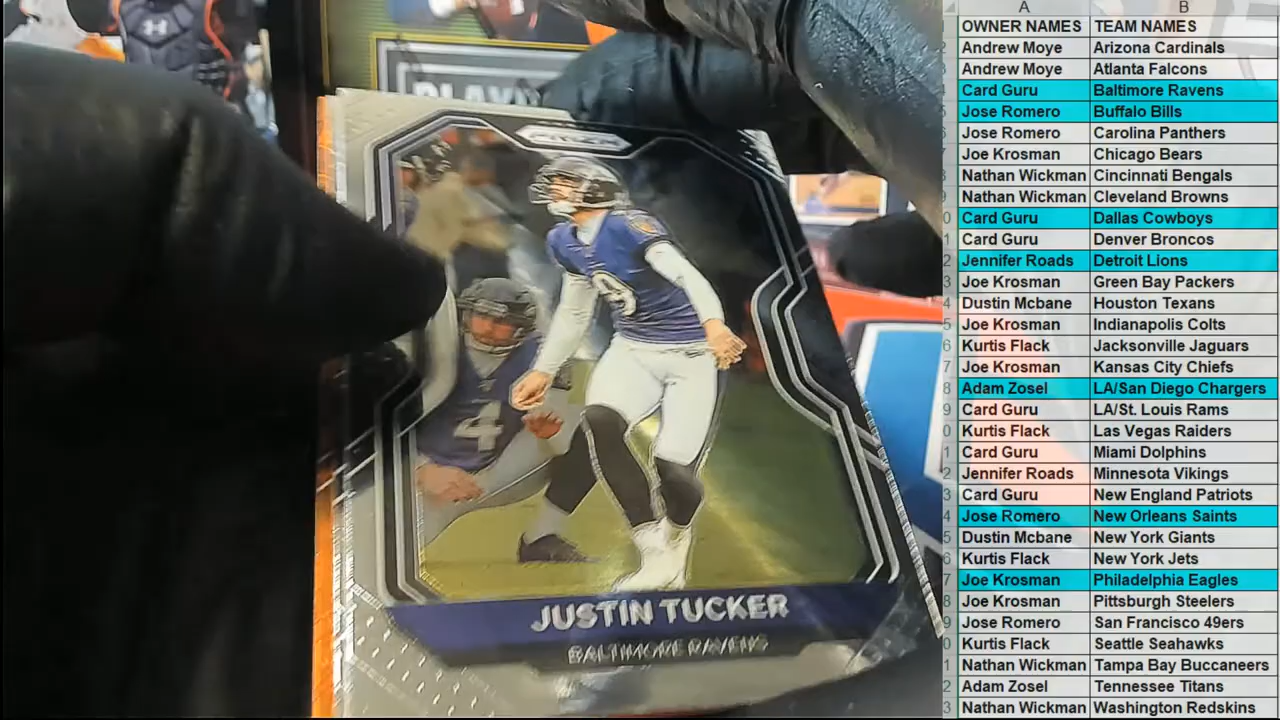 PLAY
PRIZM
9
4
JUSTIN TUCKER
BALTIMORE RAVENS
A B
OWNER NAMES TEAM NAMES
Andrew Moye Arizona Cardinals
Andrew Moye Atlanta Falcons
Card Guru Baltimore Ravens
Jose Romero Buffalo Bills
Jose Romero Carolina Panthers
Joe Krosman Chicago Bears
Nathan Wickman Cincinnati Bengals
Nathan Wickman Cleveland Browns
Card Guru Dallas Cowboys
Card Guru Denver Broncos
Jennifer Roads Detroit Lions
Joe Krosman Green Bay Packers
Dustin Mcbane Houston Texans
Joe Krosman Indianapolis Colts
Kurtis Flack Jacksonville Jaguars
Joe Krosman Kansas City Chiefs
Adam Zosel LA/San Diego Chargers
Card Guru LA/St. Louis Rams
Kurtis Flack Las Vegas Raiders
Card Guru Miami Dolphins
Jennifer Roads Minnesota Vikings
Card Guru New England Patriots
Jose Romero New Orleans Saints
Dustin Mcbane New York Giants
Kurtis Flack New York Jets
Joe Krosman Philadelphia Eagles
Joe Krosman Pittsburgh Steelers
Jose Romero San Francisco 49ers
Kurtis Flack Seattle Seahawks
Nathan Wickman Tampa Bay Buccaneers
Adam Zosel Tennessee Titans
Nathan Wickman Washington Redskins